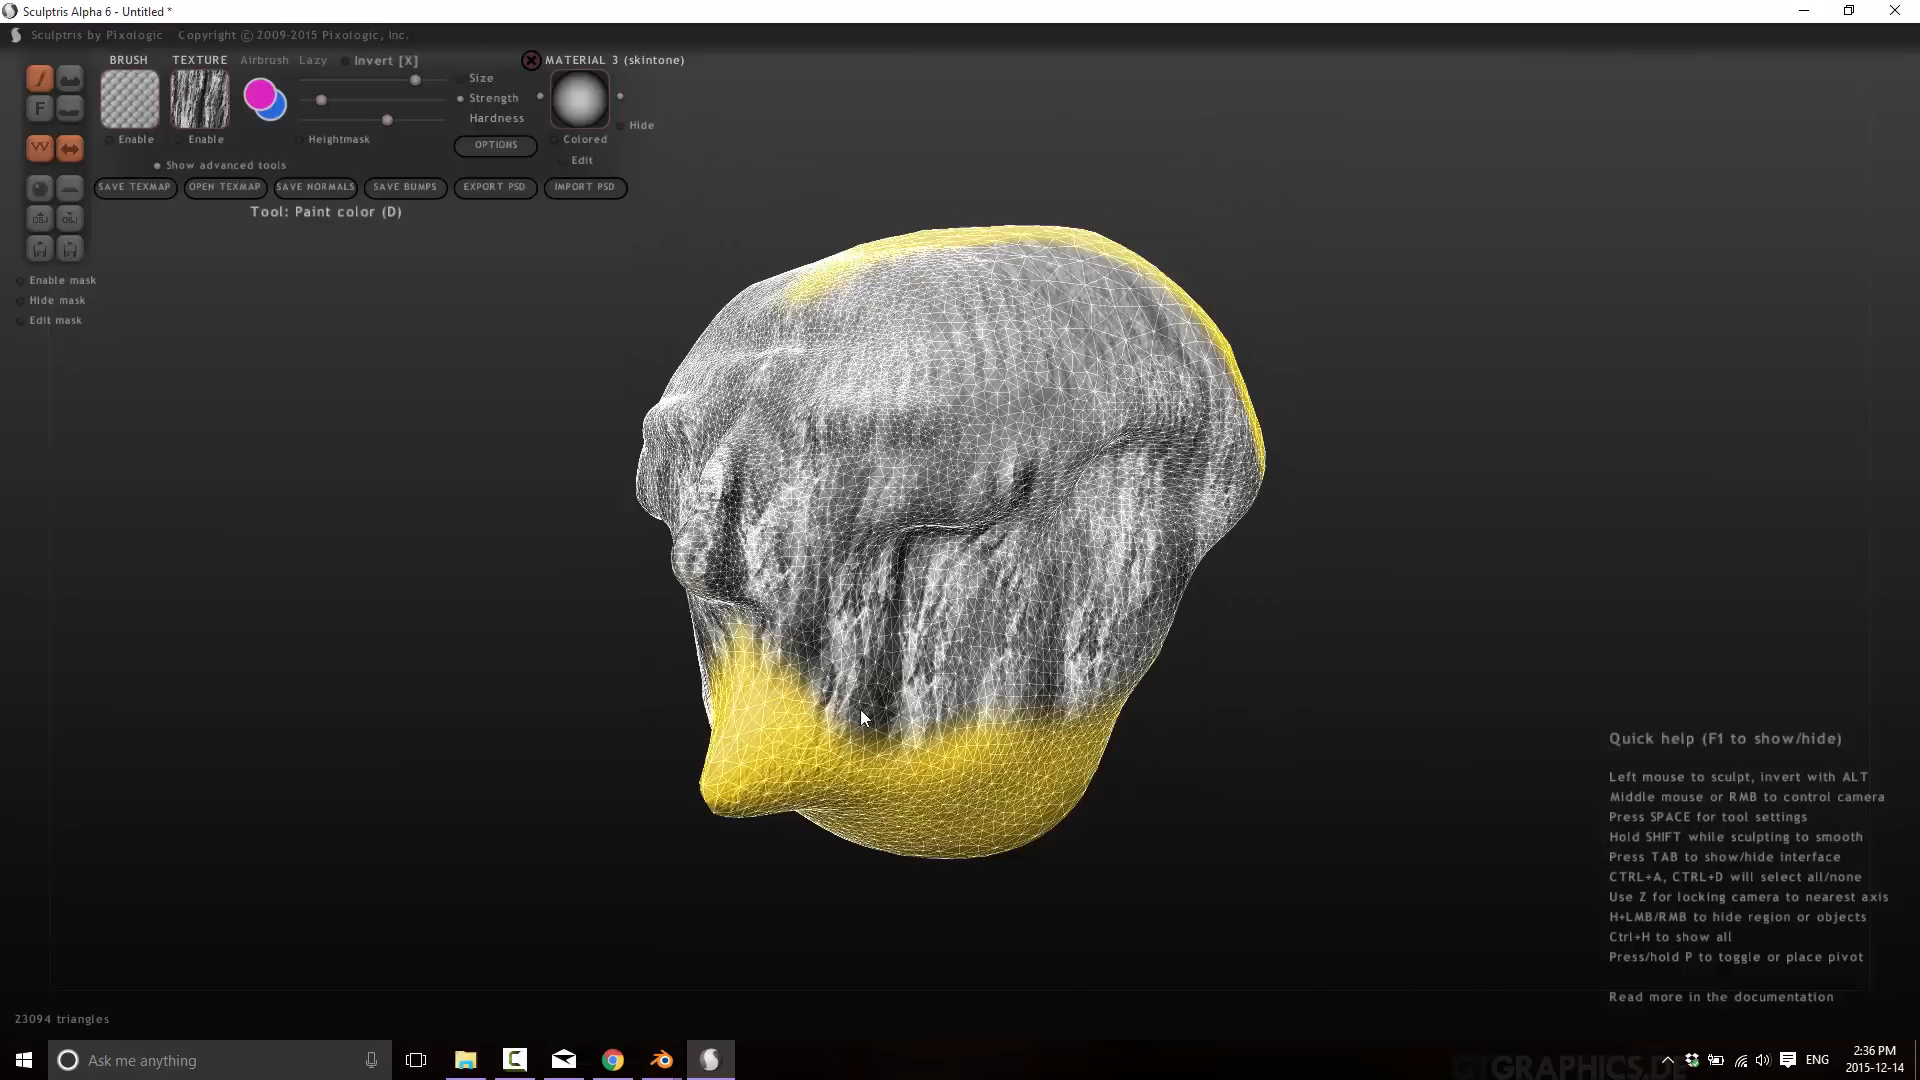 Sculptris Alpha 6 - Untitled *
Sculptris by Pixologic Copyright © 2009-2015 Pixologic, Inc.
BRUSH TEXTURE Airbrush Lazy Invert [X] MATERIAL 3 (skintone)
Size
Strength
Hardness
F
Hide
Enable Enable Heightmask OPTIONS Colored
Edit
Show advanced tools
SAVE TEXMAP OPEN TEXMAP SAVE NORMALS SAVE BUMPS EXPORT PSD IMPORT PSD
Tool: Paint color (D)
OBJ OBJ
Enable mask
Hide mask
Edit mask
Quick help (F1 to show/hide)
Left mouse to sculpt, invert with ALT
Middle mouse or RMB to control camera
Press SPACE for tool settings
Hold SHIFT while sculpting to smooth
Press TAB to show/hide interface
CTRL+A, CTRL+D will select all/none
Use Z for locking camera to nearest axis
H+LMB/RMB to hide region or objects
Ctrl+H to show all
Press/hold P to toggle or place pivot
Read more in the documentation
23094 triangles
Ask me anything
GTGRAPHICS.DE
ENG
2:36 PM
2015-12-14